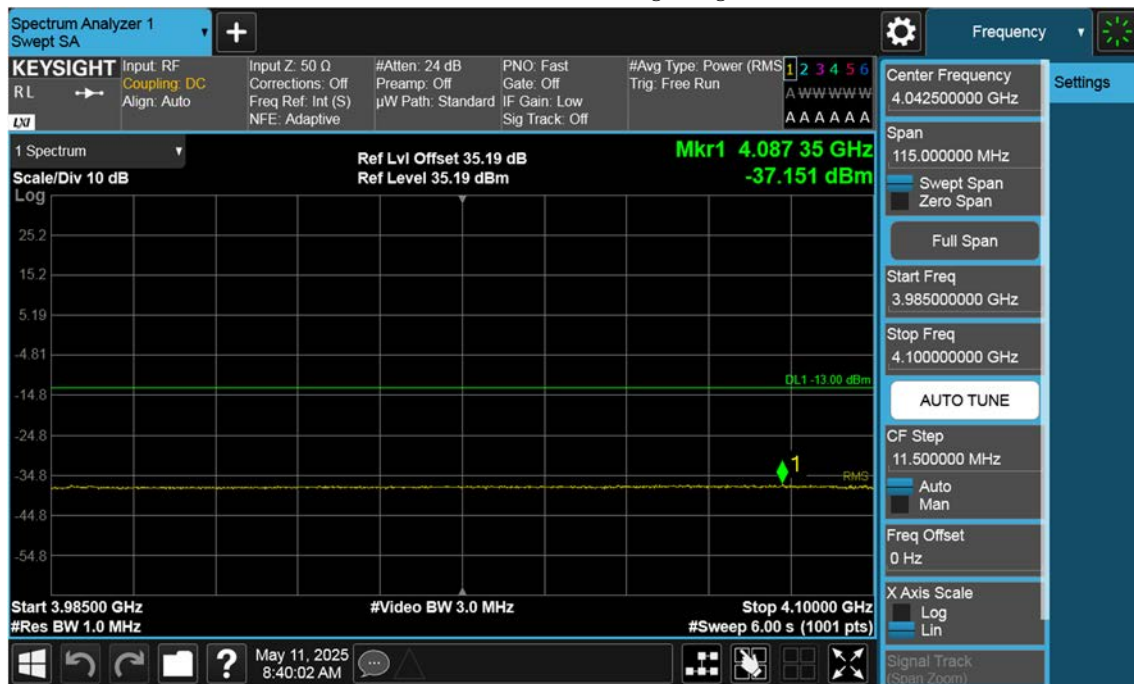 Spectrum Analyzer 1
Swept SA
+
Frequency
KEYSIGHT
RL
LXI
Input: RF
Coupling: DC
Align: Auto
Input Z: 50 Ω
Corrections: Off
Freq Ref: Int (S)
NFE: Adaptive
#Atten: 24 dB
Preamp: Off
µW Path: Standard
PNO: Fast
Gate: Off
IF Gain: Low
Sig Track: Off
#Avg Type: Power (RMS
Trig: Free Run
1 2 3 4 5 6
A W W W W W
A A A A A A
1 Spectrum
Scale/Div 10 dB
Ref Lvl Offset 35.19 dB
Ref Level 35.19 dBm
Mkr1 4.087 35 GHz
-37.151 dBm
Log
25.2
15.2
5.19
-4.81
DL1 -13.00 dBm
-14.8
-24.8
1
-34.8
RMS
-44.8
-54.8
Start 3.98500 GHz
#Video BW 3.0 MHz
Stop 4.10000 GHz
#Res BW 1.0 MHz
#Sweep 6.00 s (1001 pts)
?
May 11, 2025
8:40:02 AM
Center Frequency
4.042500000 GHz
Settings
Span
115.000000 MHz
Swept Span
Zero Span
Full Span
Start Freq
3.985000000 GHz
Stop Freq
4.100000000 GHz
AUTO TUNE
CF Step
11.500000 MHz
Auto
Man
Freq Offset
0 Hz
X Axis Scale
Log
Lin
Signal Track
(Span Zoom)